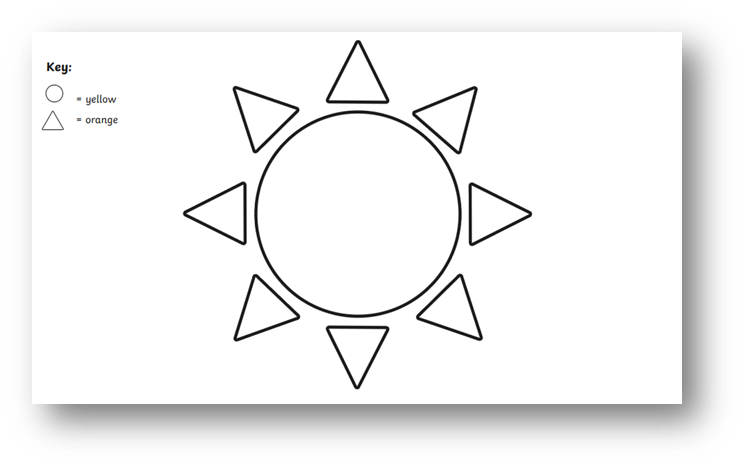 Key:
= yellow
= orange